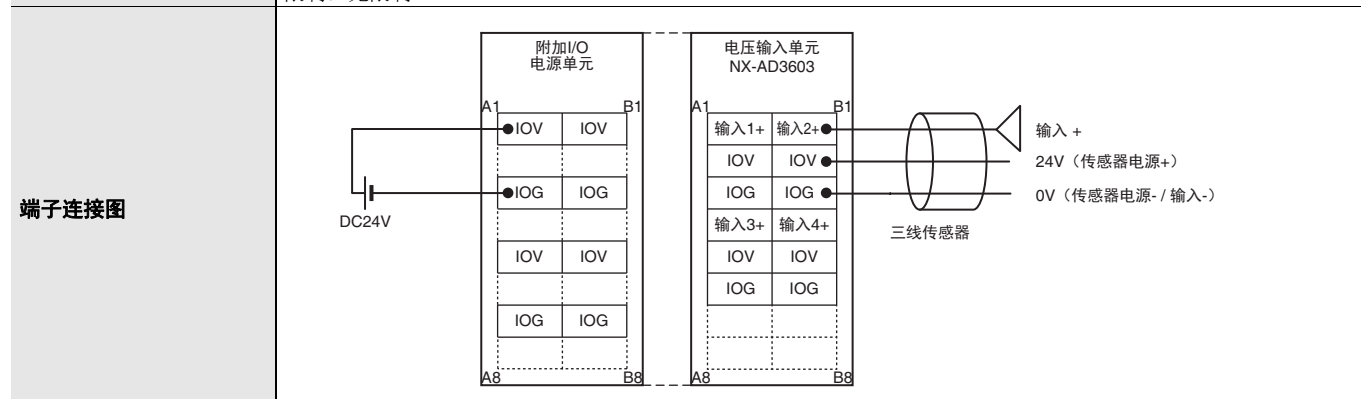 端子连接图
附加I/O
电源单元
A1 B1
IOV IOV
IOG IOG
IOV IOV
IOG IOG
A8 B8
DC24V
电压输入单元
NX-AD3603
A1 B1
输入1+ 输入2+
IOV IOV
IOG IOG
输入3+ 输入4+
IOV IOV
IOG IOG
A8 B8
输入 +
24V（传感器电源+）
0V（传感器电源- / 输入-）
三线传感器